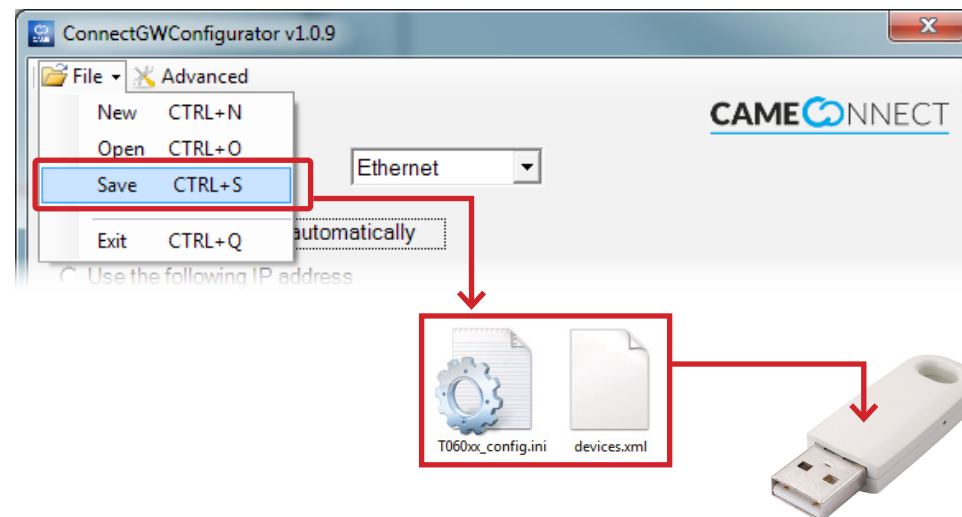 ConnectGWConfigurator v1.0.9
File Advanced
New CTRL+N
CAMECONNECT
Open CTRL+O
Ethernet
Save CTRL+S
automatically
Exit CTRL+Q
Use the following IP address
T060xx_config.ini devices.xml